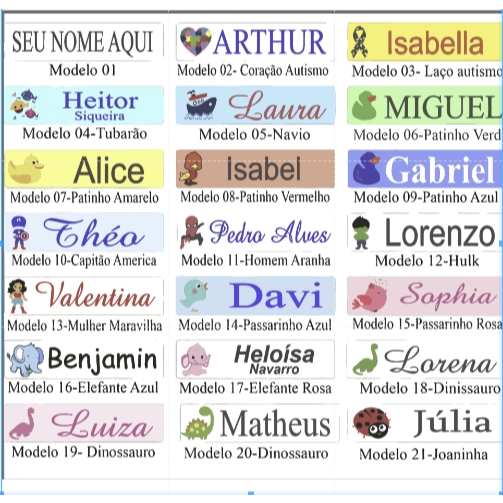 SEU NOME AQUI
Modelo 01
ARTHUR
Modelo 02- Coração Autismo
Isabella
Modelo 03- Laço autismo
Heitor
Siqueira
Modelo 04-Tubarão
Laura
Modelo 05-Navio
MIGUEL
Modelo 06-Patinho Verd
Alice
Modelo 07-Patinho Amarelo
Isabel
Modelo 08-Patinho Vermelho
Gabriel
Modelo 09-Patinho Azul
Théo
Modelo 10-Capitão America
Pedro Alves
Modelo 11-Homem Aranha
Lorenzo
Modelo 12-Hulk
Valentina
Modelo 13-Mulher Maravilha
Davi
Modelo 14-Passarinho Azul
Sophia
Modelo 15-Passarinho Rosa
Benjamin
Modelo 16-Elefante Azul
Heloísa
Navarro
Modelo 17-Elefante Rosa
Lorena
Modelo 18-Dinissauro
Luiza
Modelo 19- Dinossauro
Matheus
Modelo 20-Dinossauro
Júlia
Modelo 21-Joaninha